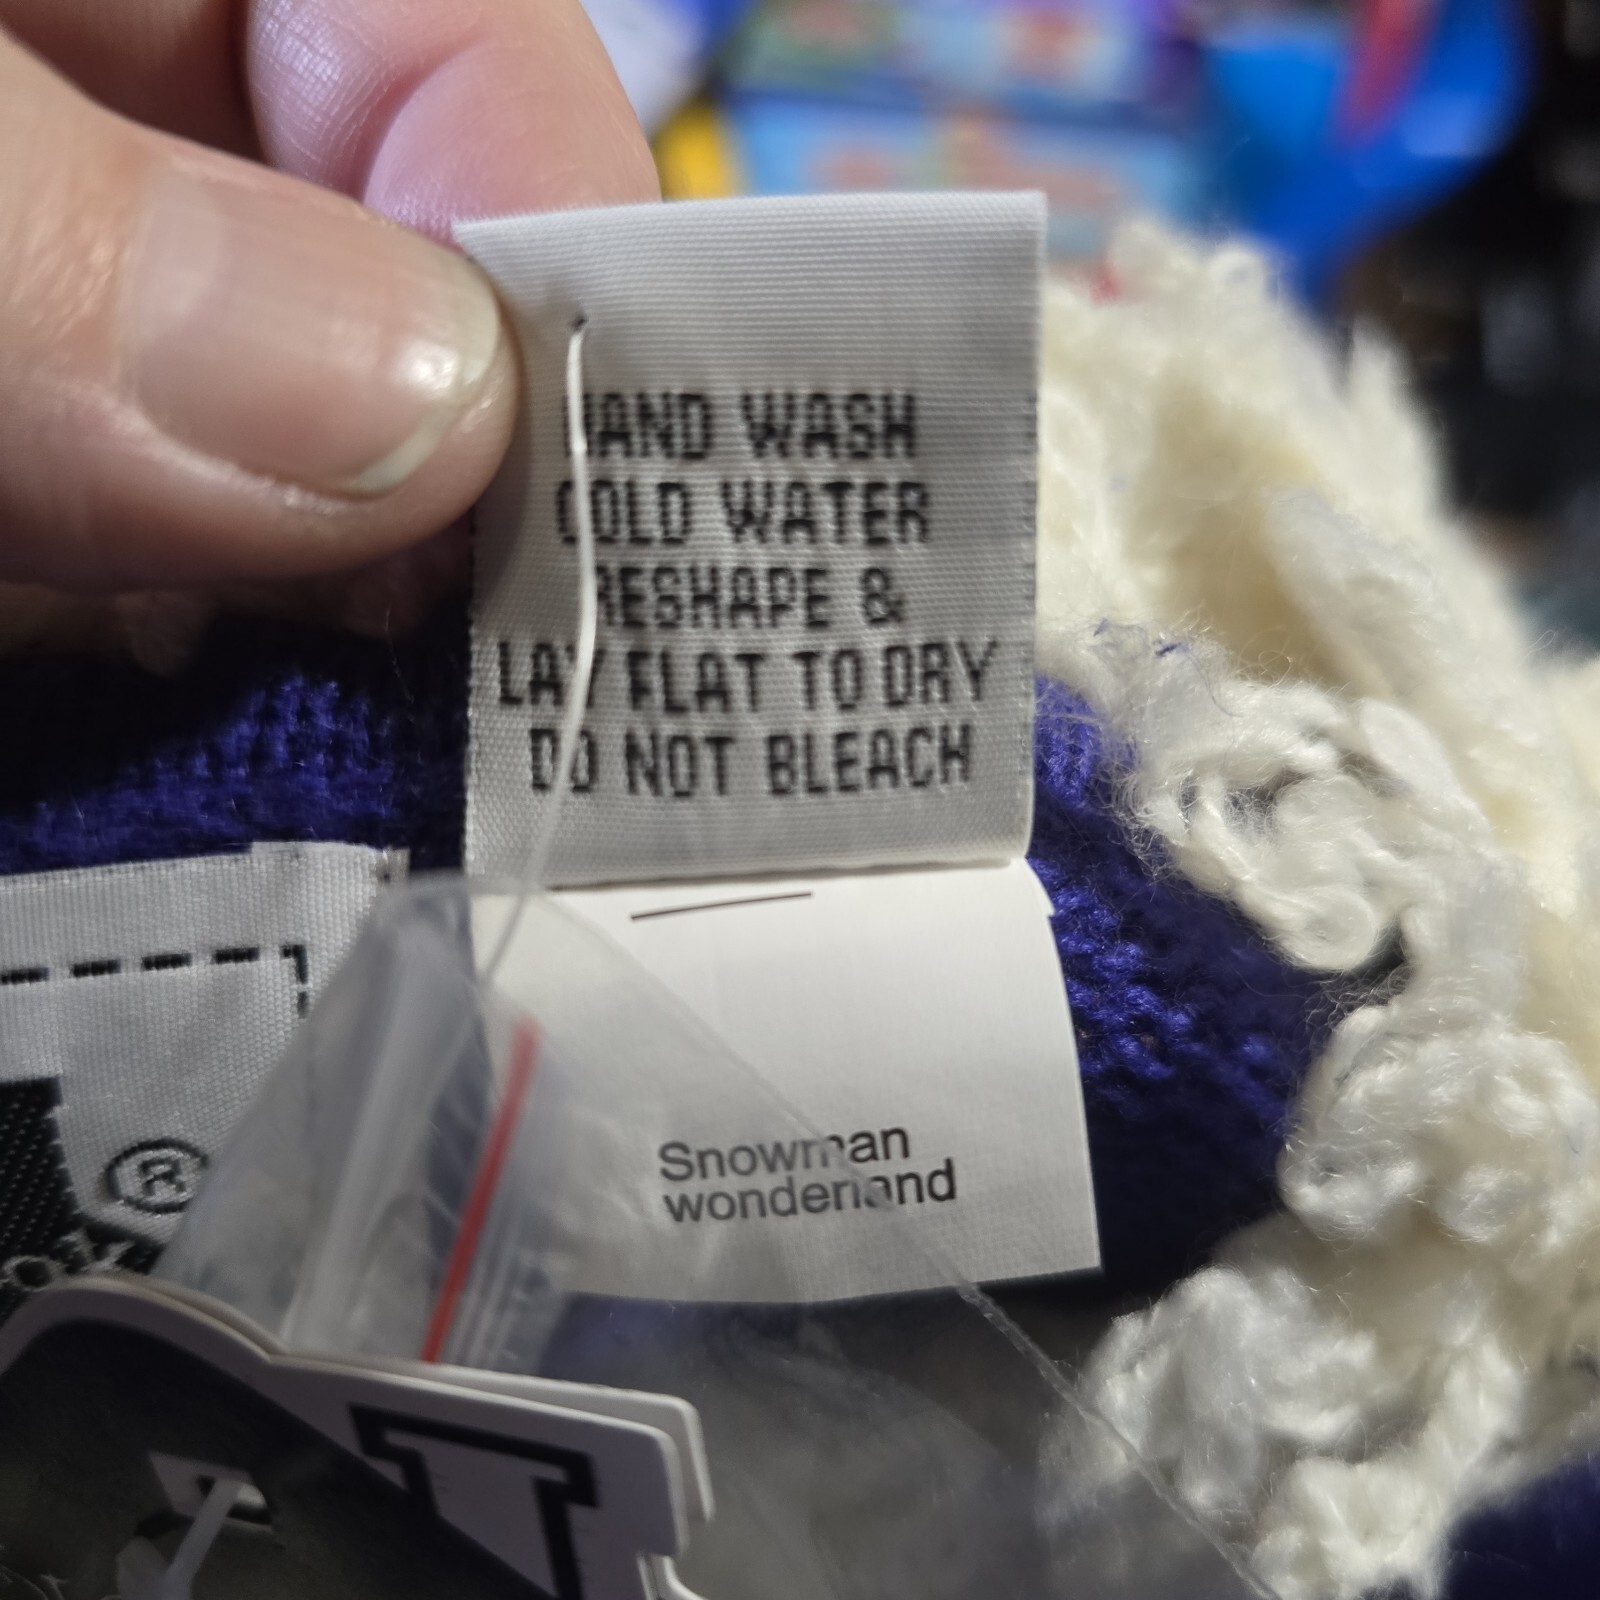 HAND WASH
COLD WATER
RESHAPE &
LAY FLAT TO DRY
DO NOT BLEACH
Snowman
wonderland
®